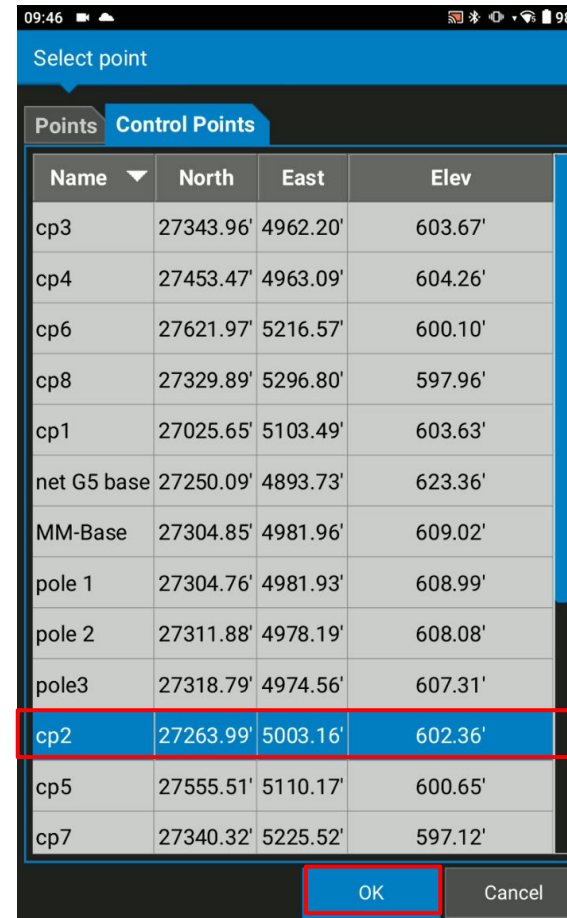 09:46 98
Select point
Points Control Points
Name North East Elev
cp3 27343.96' 4962.20' 603.67'
cp4 27453.47' 4963.09' 604.26'
cp6 27621.97' 5216.57' 600.10'
cp8 27329.89' 5296.80' 597.96'
cp1 27025.65' 5103.49' 603.63'
net G5 base 27250.09' 4893.73' 623.36'
MM-Base 27304.85' 4981.96' 609.02'
pole 1 27304.76' 4981.93' 608.99'
pole 2 27311.88' 4978.19' 608.08'
pole3 27318.79' 4974.56' 607.31'
cp2 27263.99' 5003.16' 602.36'
cp5 27555.51' 5110.17' 600.65'
cp7 27340.32' 5225.52' 597.12'
OK Cancel